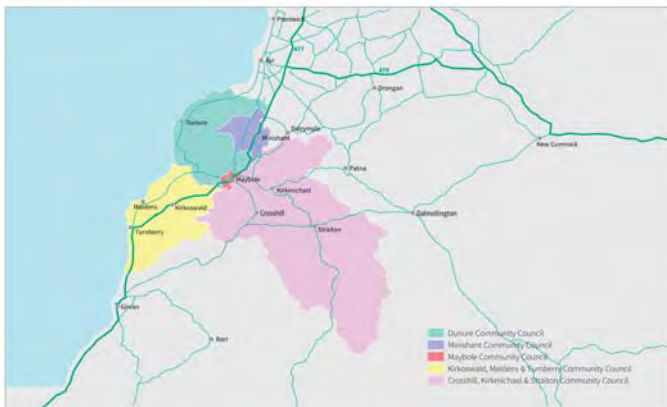 Prestwick
A77
Ayr
A70
Drongan
Dunure
Dalrymple
Minishant
New Cumnock
Patna
Maybole
Kirkmichael
Maidens
Kirkoswald
Crosshill
Dalmellington
Turnberry
Straiton
Girvan
Barr
Dunure Community Council
Minishant Community Council
Maybole Community Council
Kirkoswald, Maidens & Turnberry Community Council
Crosshill, Kirkmichael & Straiton Community Council